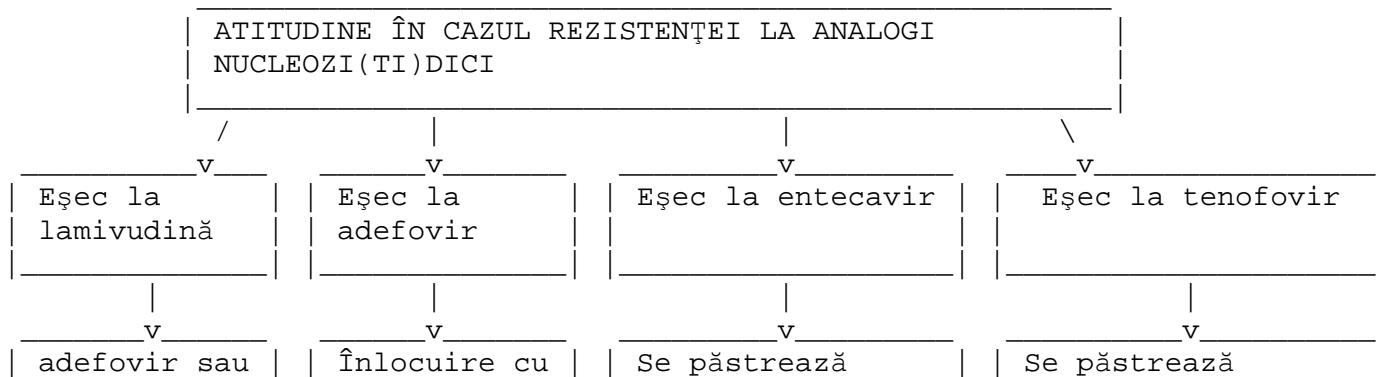 ATITUDINE ÎN CAZUL REZISTENŢEI LA ANALOGI
NUCLEOZI(TI)DICI
Eşec la
lamivudină
Eşec la
adefovir
Eşec la entecavir
Eşec la tenofovir
adefovir sau
Înlocuire cu
Se păstrează
Se păstrează